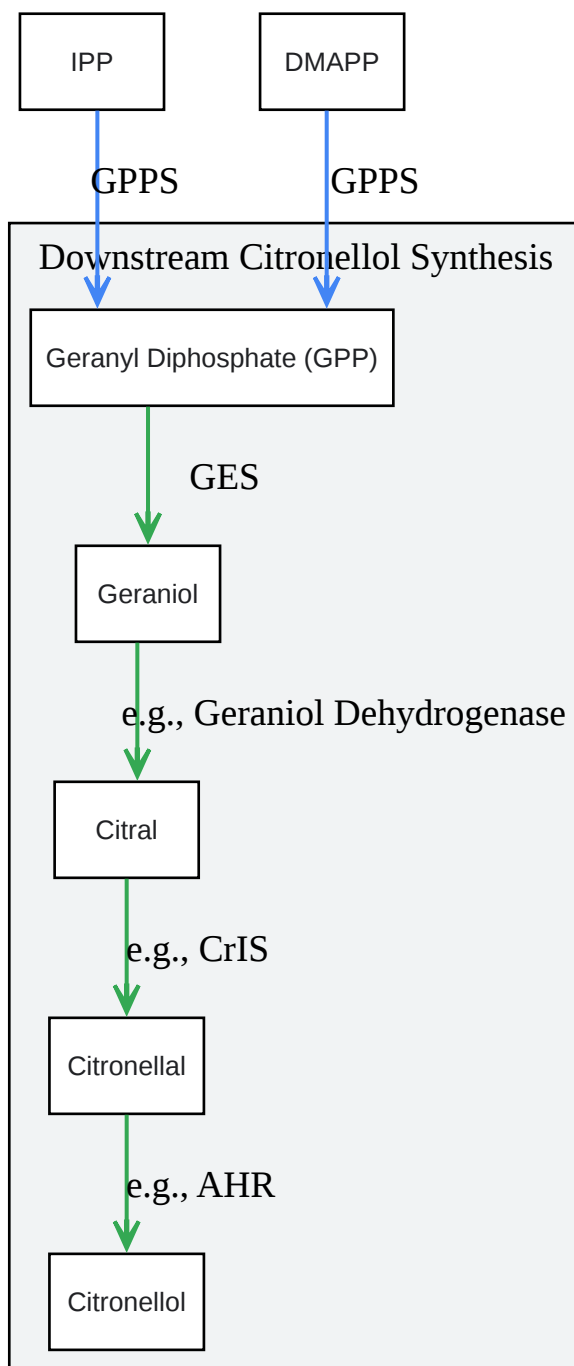 IPP
DMAPP
GPPS
GPPS
Downstream Citronellol Synthesis
Geranyl Diphosphate (GPP)
GES
Geraniol
e.g., Geraniol Dehydrogenase
Citral
e.g., CrIS
Citronellal
e.g., AHR
Citronellol